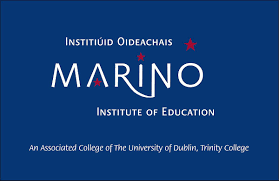 Institiúid Oideachais
MARINO
Institute of Education
An Associated College of The University of Dublin, Trinity College